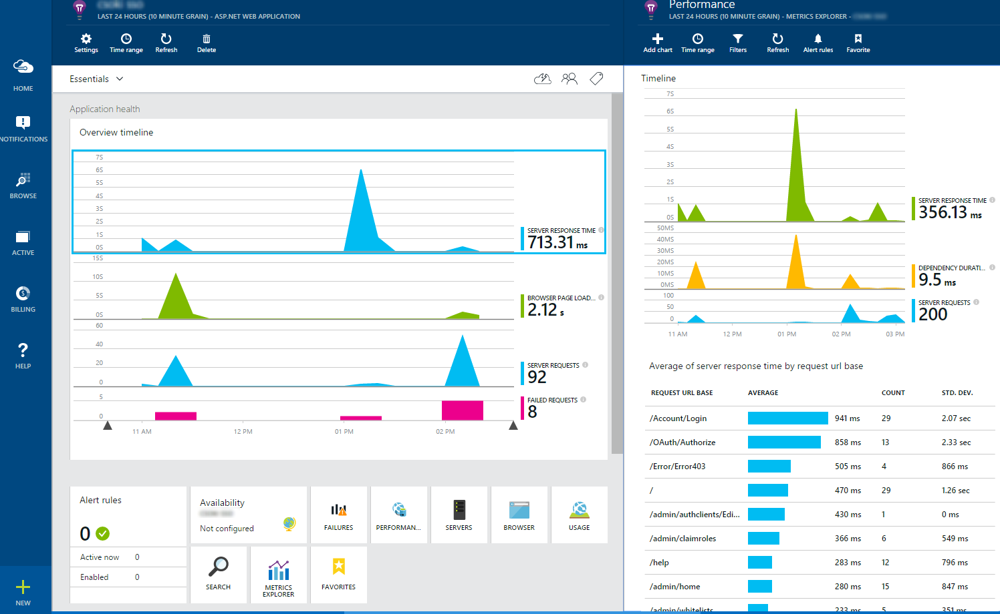 LAST 24 HOURS (10 MINUTE GRAIN) - ASP.NET WEB APPLICATION
Settings
Time range
Refresh
Delete
Performance
LAST 24 HOURS (10 MINUTE GRAIN) - METRICS EXPLORER -
Add chart
Time range
Filters
Refresh
Alert rules
Favorite
HOME
NOTIFICATIONS
BROWSE
ACTIVE
BILLING
HELP
NEW
Essentials
Application health
Overview timeline
7S
6S
5S
4S
3S
2S
1S
0S
SERVER RESPONSE TIME
713.31 ms
15S
10S
5S
0S
BROWSER PAGE LOAD...
2.12 s
60
40
20
0
SERVER REQUESTS
92
5
0
FAILED REQUESTS
8
11 AM
12 PM
01 PM
02 PM
Alert rules
0
Active now 0
Enabled 0
Availability
Not configured
FAILURES
PERFORMAN...
SERVERS
BROWSER
USAGE
SEARCH
METRICS
EXPLORER
FAVORITES
Timeline
7S
6S
5S
4S
3S
2S
1S
0S
SERVER RESPONSE TIME
356.13 ms
50MS
40MS
30MS
20MS
10MS
0MS
DEPENDENCY DURATI...
9.5 ms
100
50
0
SERVER REQUESTS
200
11 AM
12 PM
01 PM
02 PM
03 PM
Average of server response time by request url base
REQUEST URL BASE AVERAGE COUNT STD. DEV.
/Account/Login 941 ms 29 2.07 sec
/OAuth/Authorize 858 ms 13 2.33 sec
/Error/Error403 505 ms 4 866 ms
/ 470 ms 29 1.26 sec
/admin/authclients/Edi... 430 ms 1 0 ms
/admin/claimroles 366 ms 6 549 ms
/help 283 ms 12 796 ms
/admin/home 280 ms 15 847 ms
/admin/whitelists 233 ms 5 351 ms